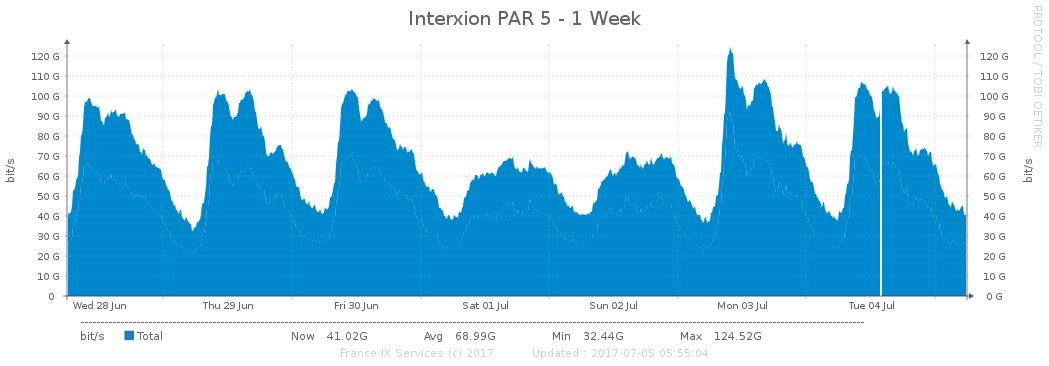 Interxion PAR 5 - 1 Week
RRDTOOL / TOBI OETIKER
bit/s
120 G 120 G
110 G 110 G
100 G 100 G
90 G 90 G
80 G 80 G
70 G 70 G
60 G 60 G
50 G 50 G
40 G 40 G
30 G 30 G
20 G 20 G
10 G 10 G
0 0 G
bit/s
Wed 28 Jun Thu 29 Jun Fri 30 Jun Sat 01 Jul Sun 02 Jul Mon 03 Jul Tue 04 Jul
bit/s Total Now 41.02G Avg 68.99G Min 32.44G Max 124.52G
France-IX Services (c) 2017 Updated : 2017-07-05 05:55:04